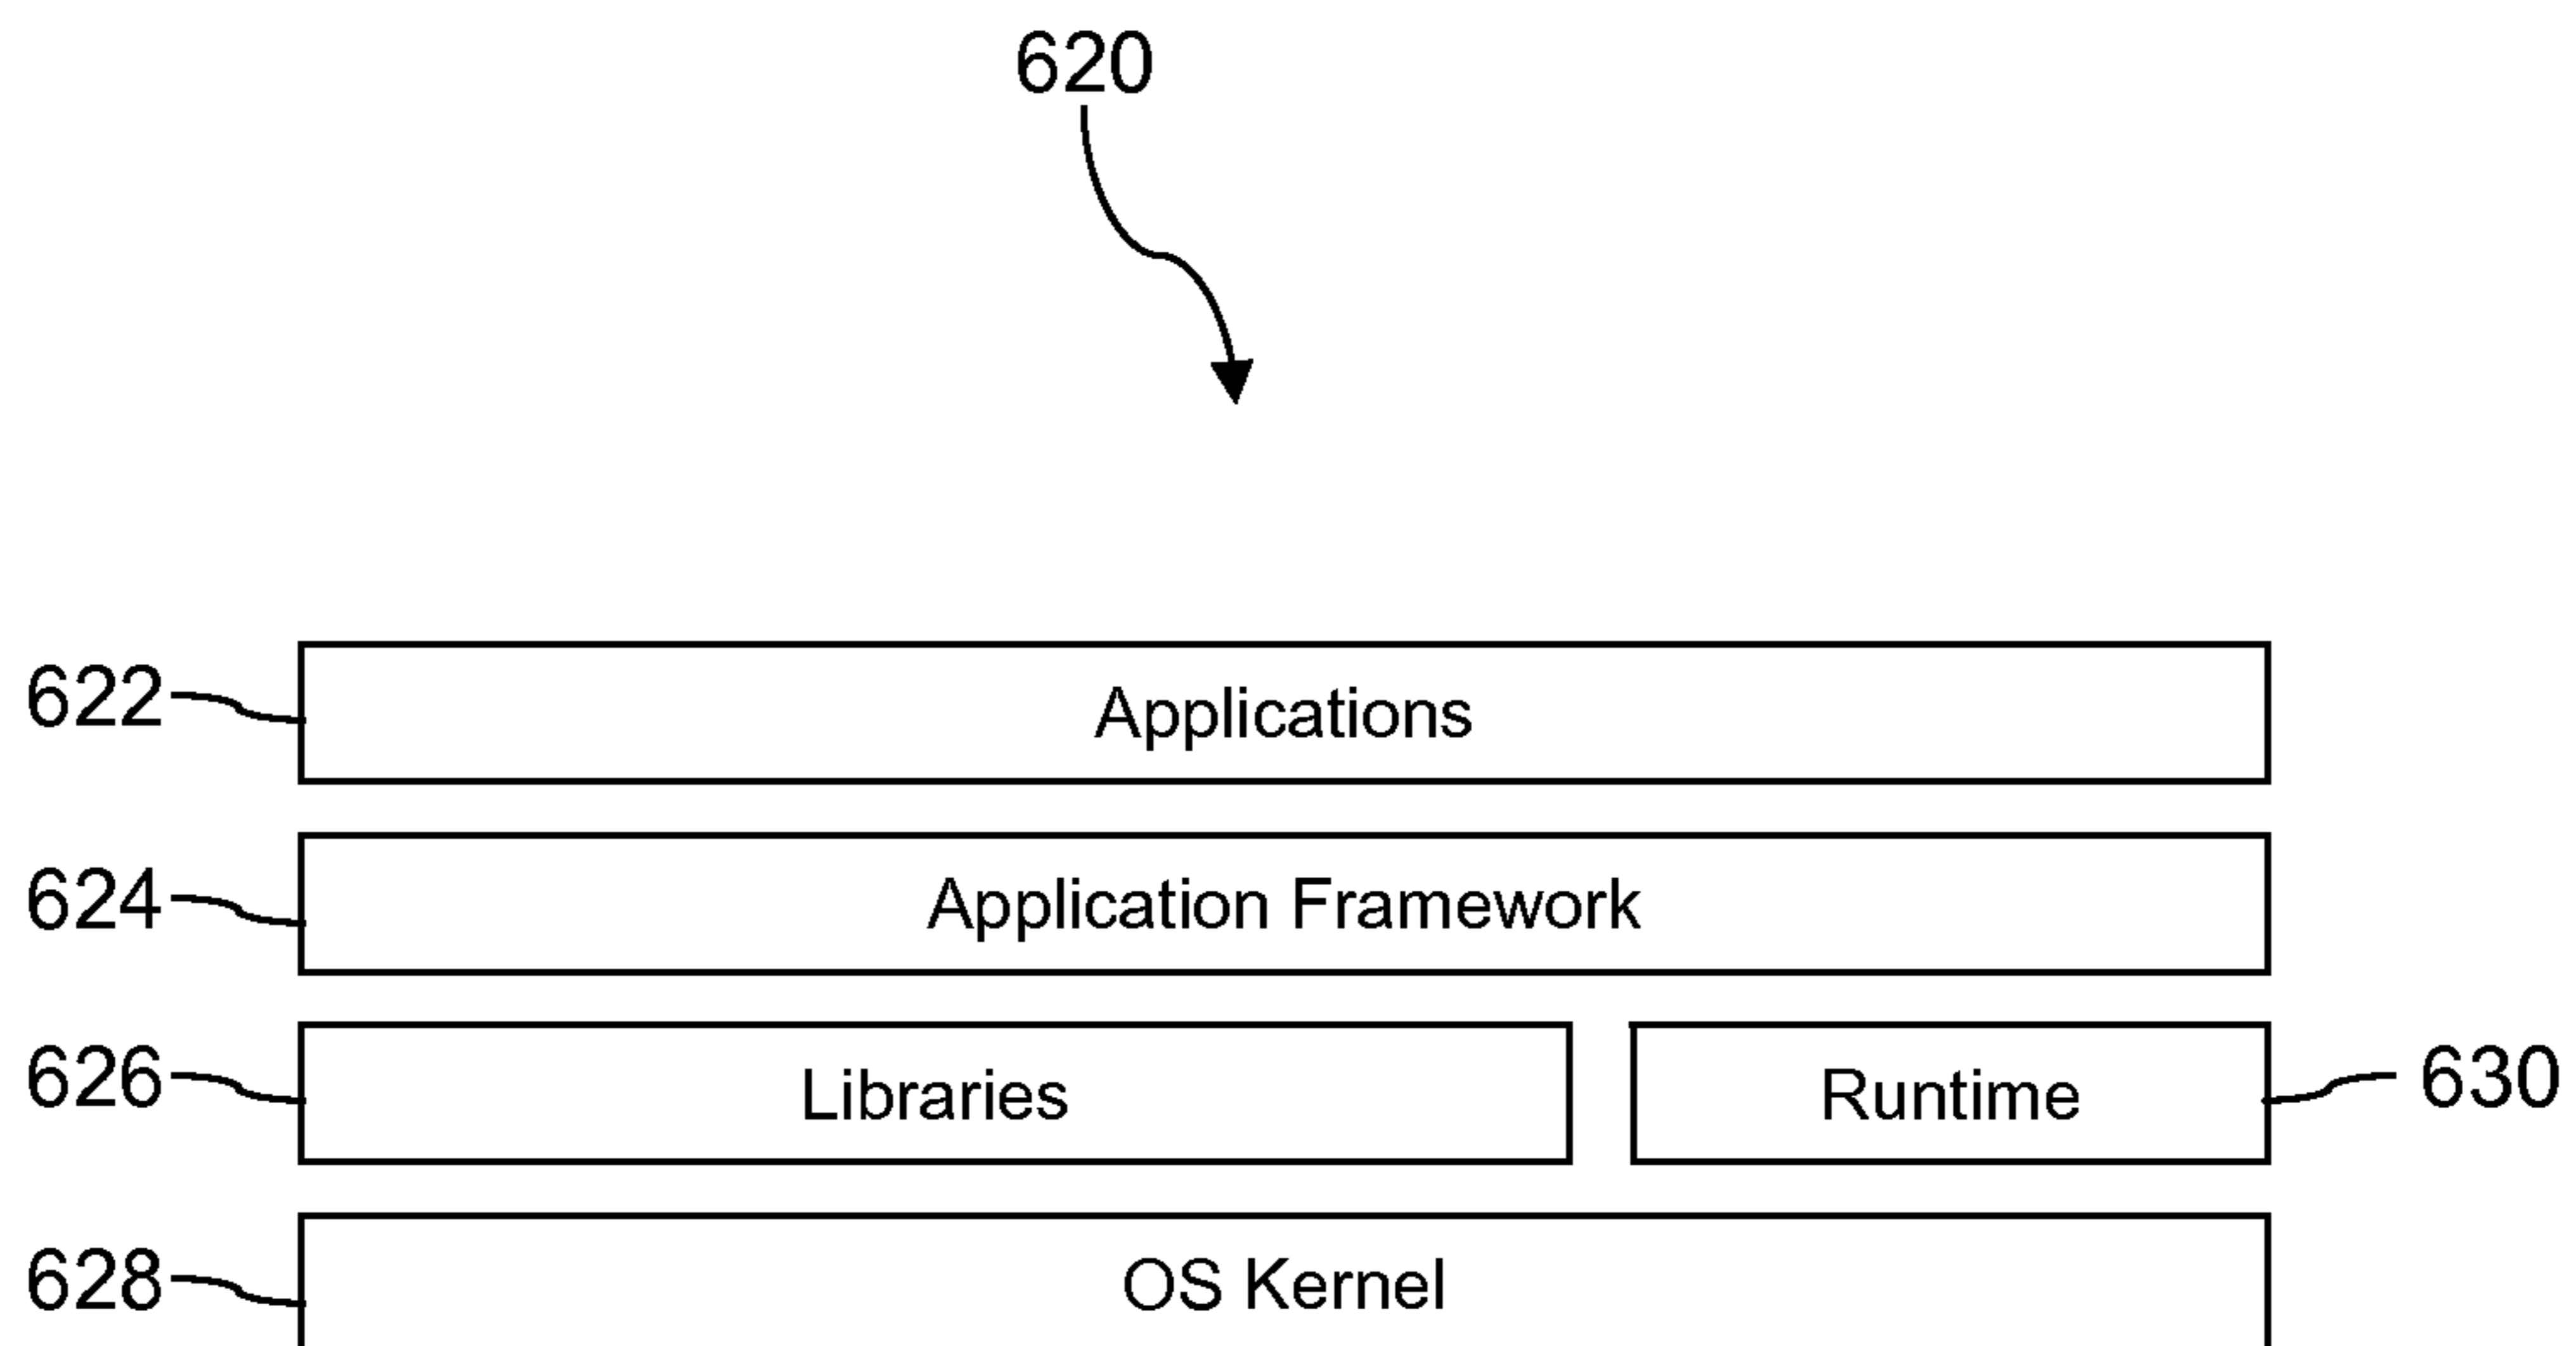 620
622 Applications
624 Application Framework
626 Libraries Runtime 630
628 OS Kernel